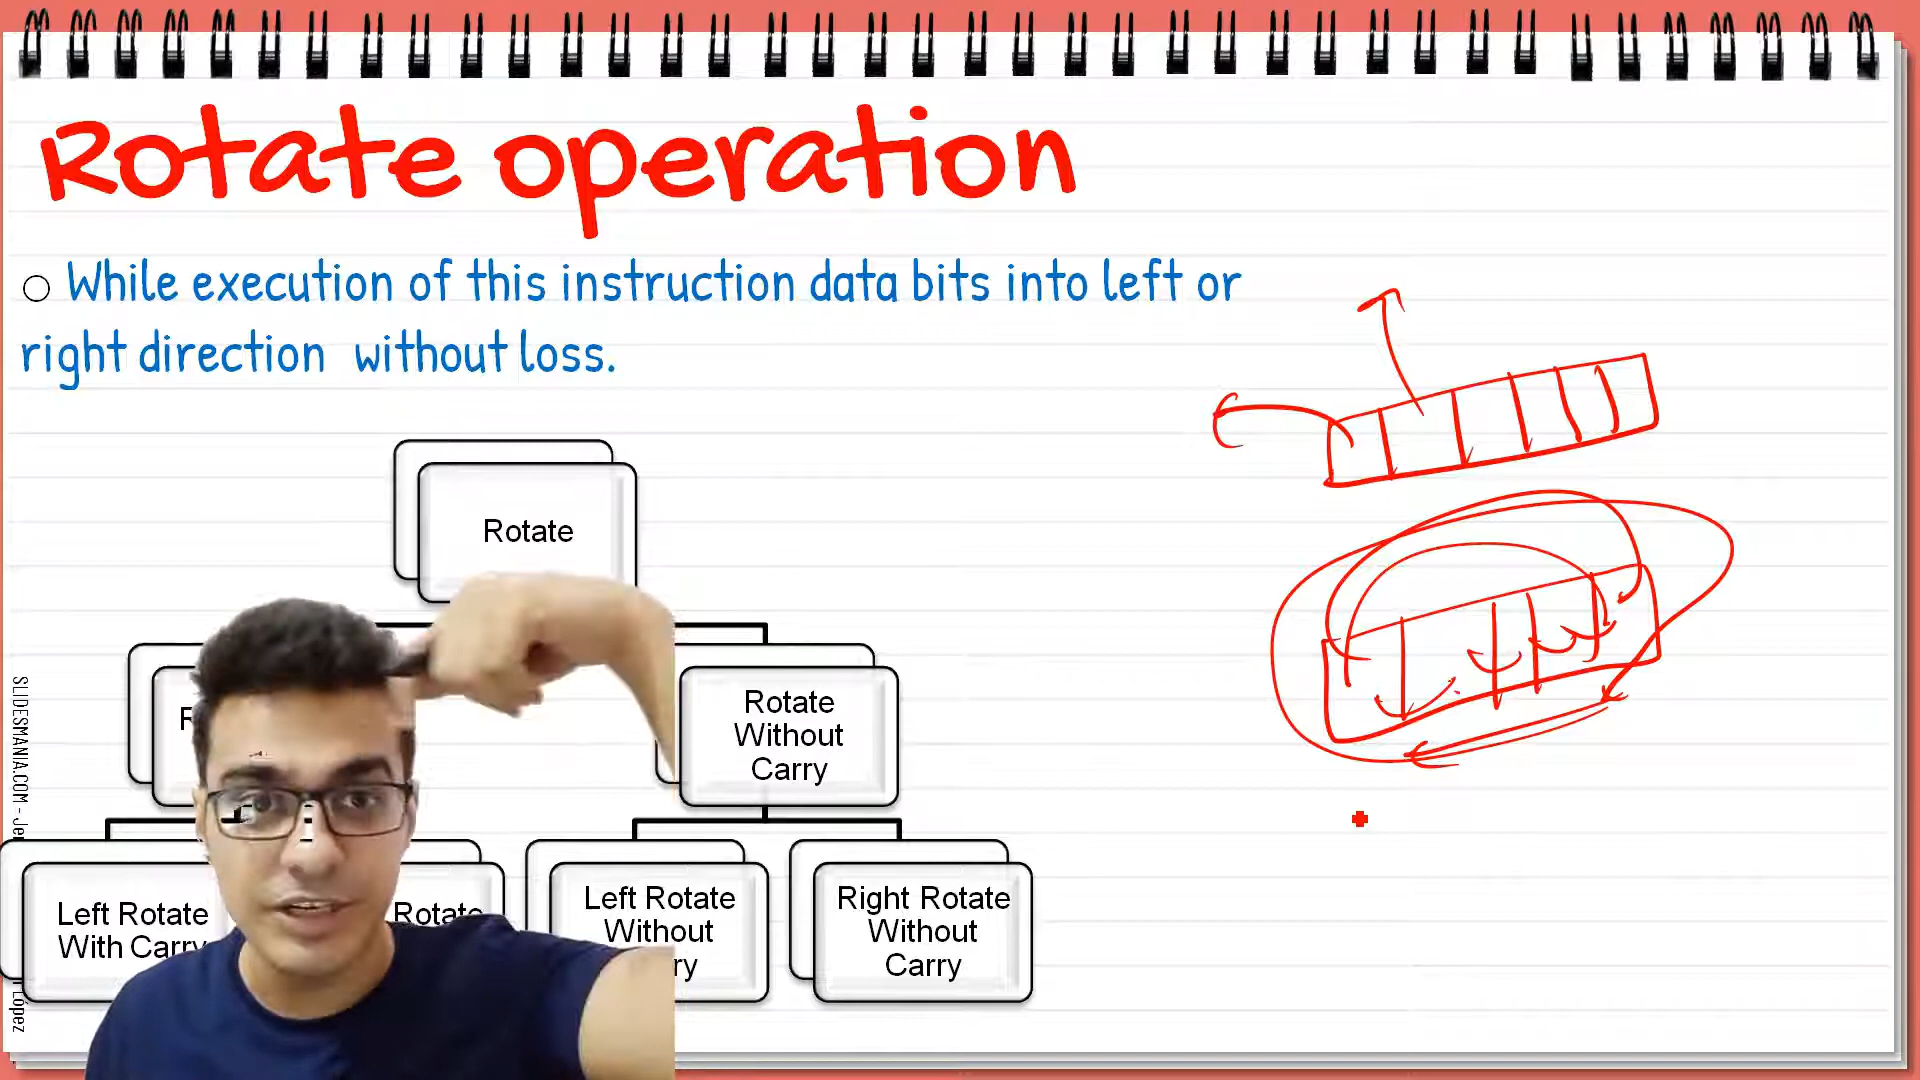 Rotate operation
While execution of this instruction data bits into left or
right direction without loss.
Rotate
Rotate
Without
Carry
Left Rotate
With Carry
Rotate
Left Rotate
Without
Right Rotate
Without
Carry
SLIDESMANIA.COM -
López